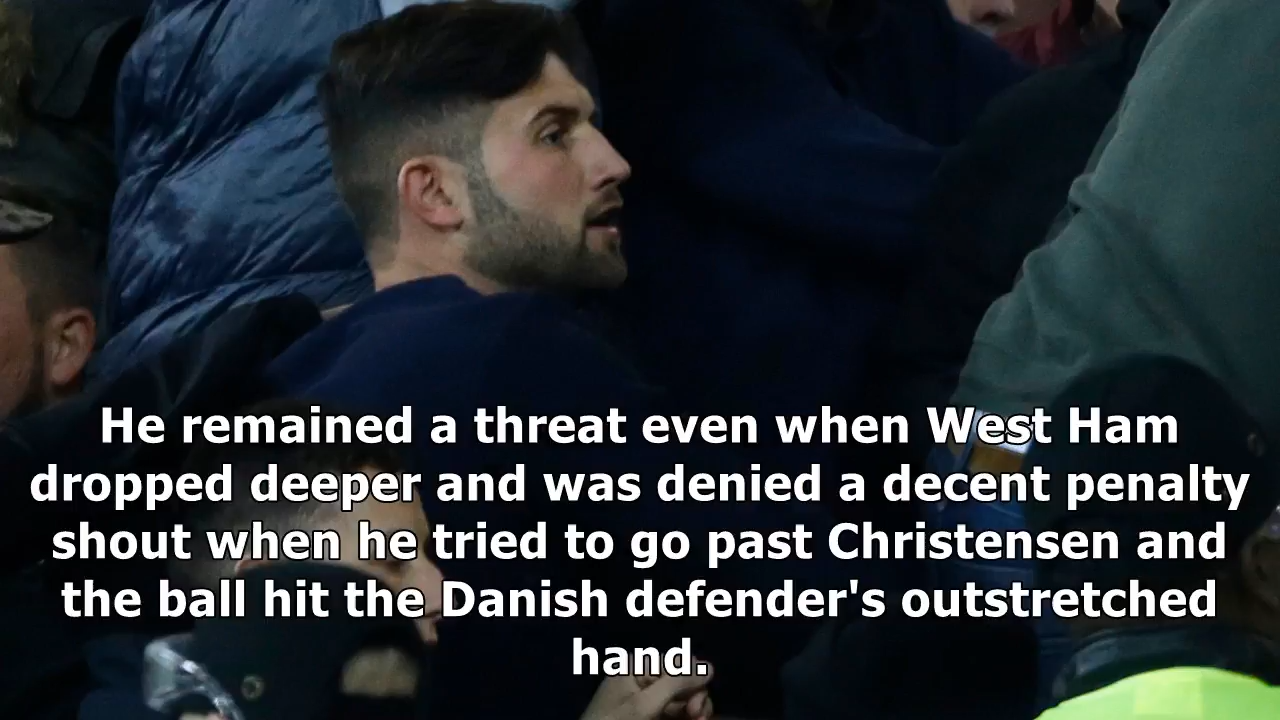 He remained a threat even when West Ham
dropped deeper and was denied a decent penalty
shout when he tried to go past Christensen and
the ball hit the Danish defender's outstretched
hand.